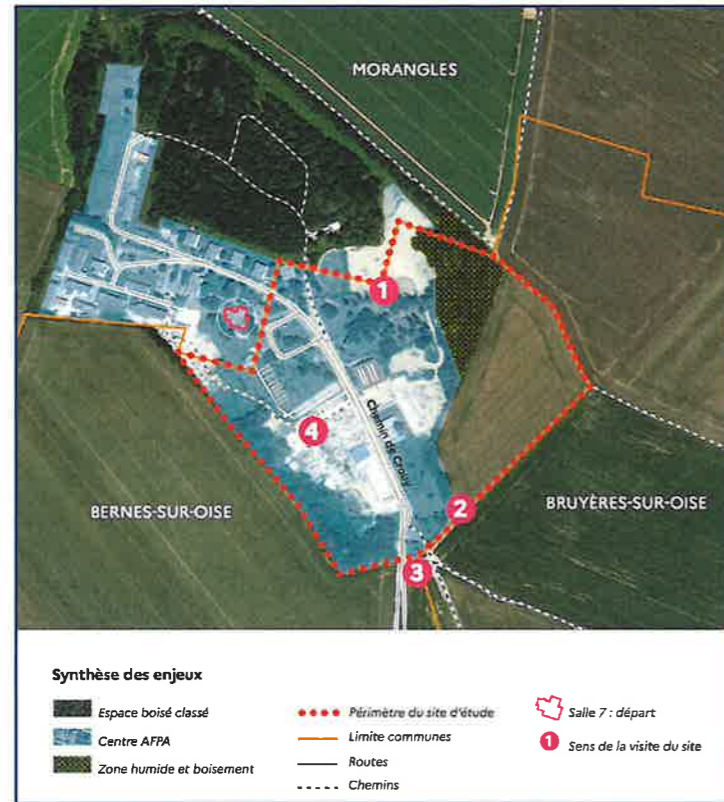 MORANGLES
1
4
Chemin de Crouy
BERNES-SUR-OISE
2
BRUYÈRES-SUR-OISE
3
Synthèse des enjeux
Espace boisé classé
Centre AFPA
Zone humide et boisement
Périmètre du site d'étude
Limite communes
Routes
Chemins
Salle 7 : départ
1 Sens de la visite du site